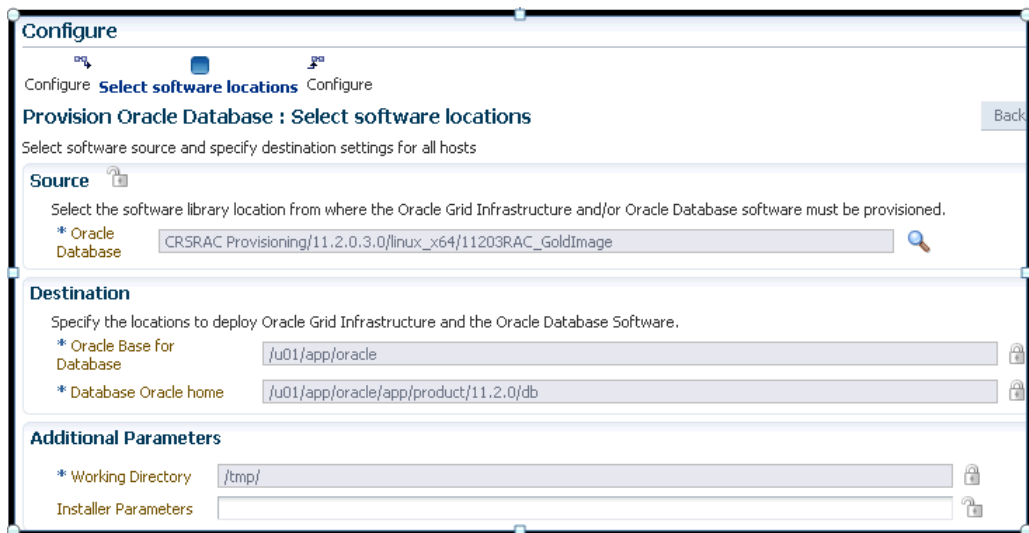 Configure
Configure Select software locations Configure
Provision Oracle Database : Select software locations
Back
Select software source and specify destination settings for all hosts
Source
Select the software library location from where the Oracle Grid Infrastructure and/or Oracle Database software must be provisioned.
* Oracle
Database
CRSRAC Provisioning/11.2.0.3.0/linux_x64/11203RAC_GoldImage
Destination
Specify the locations to deploy Oracle Grid Infrastructure and the Oracle Database Software.
* Oracle Base for
Database
/u01/app/oracle
* Database Oracle home /u01/app/oracle/app/product/11.2.0/db
Additional Parameters
* Working Directory /tmp/
Installer Parameters